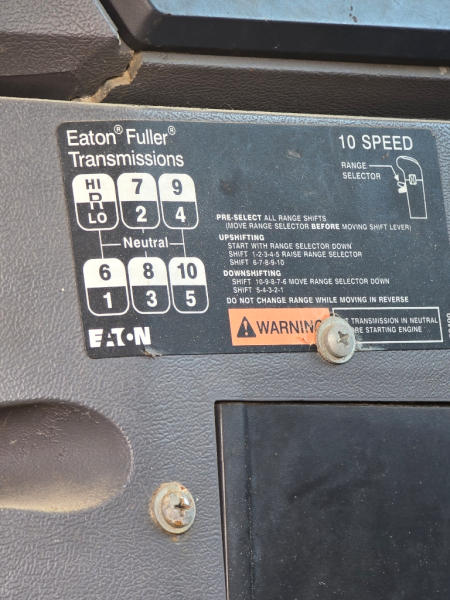 Eaton® Fuller®
Transmissions
10 SPEED
RANGE
SELECTOR
HI
R
LO
7
2
9
4
Neutral
6
1
8
3
10
5
PRE-SELECT ALL RANGE SHIFTS
(MOVE RANGE SELECTOR BEFORE MOVING SHIFT LEVER)
UPSHIFTING
START WITH RANGE SELECTOR DOWN
SHIFT 1-2-3-4-5 RAISE RANGE SELECTOR
SHIFT 6-7-8-9-10
DOWNSHIFTING
SHIFT 10-9-8-7-6 MOVE RANGE SELECTOR DOWN
SHIFT 5-4-3-2-1
DO NOT CHANGE RANGE WHILE MOVING IN REVERSE
EATON
WARNING
TRANSMISSION IN NEUTRAL
STARTING ENGINE